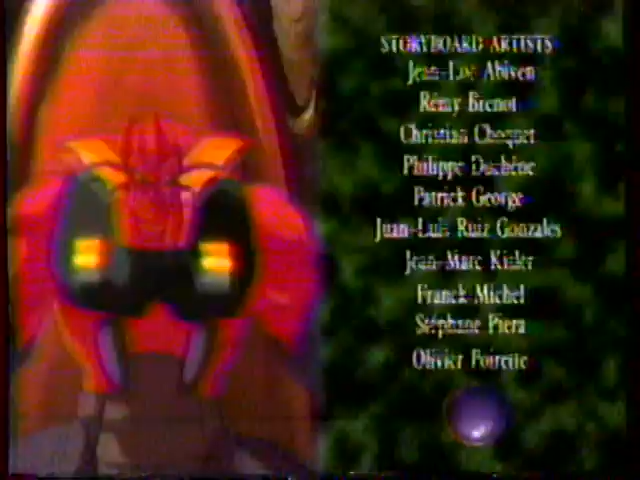 STORYBOARD ARTISTS
Jean-Luc Abiven
Rémy Brenot
Christian Choquet
Philippe Duchêne
Patrick George
Juan-Luis Ruiz Gonzales
Jean-Marc Kisler
Franck Michel
Stéphane Piera
Olivier Poirette